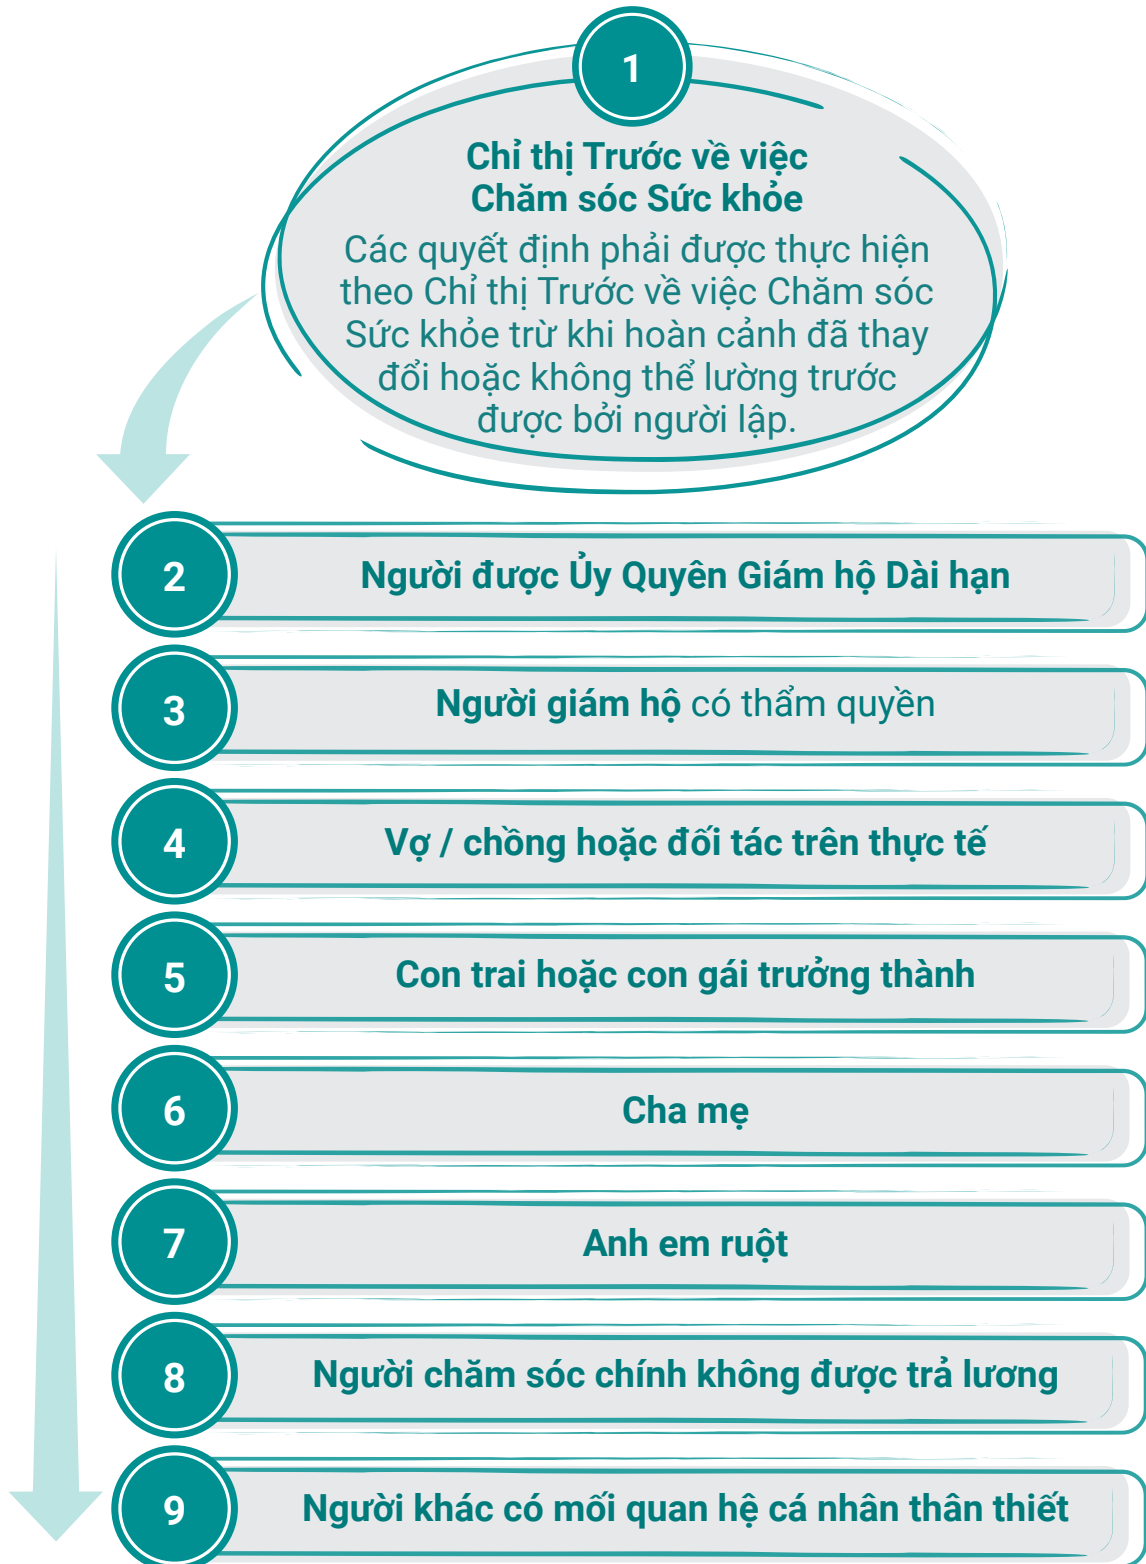 1
Chỉ thị Trước về việc
Chăm sóc Sức khỏe
Các quyết định phải được thực hiện
theo Chỉ thị Trước về việc Chăm sóc
Sức khỏe trừ khi hoàn cảnh đã thay
đổi hoặc không thể lường trước
được bởi người lập.
2
Người được Ủy Quyên Giám hộ Dài hạn
3
Người giám hộ có thẩm quyền
4
Vợ / chồng hoặc đối tác trên thực tế
5
Con trai hoặc con gái trưởng thành
6
Cha mẹ
7
Anh em ruột
8
Người chăm sóc chính không được trả lương
9
Người khác có mối quan hệ cá nhân thân thiết